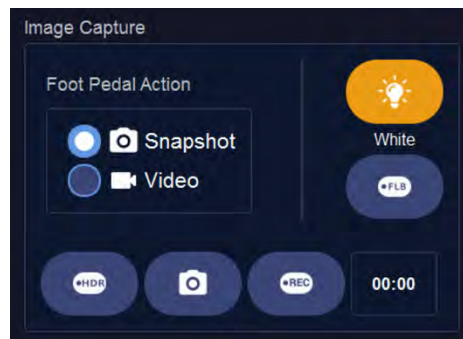 Image Capture
Foot Pedal Action
Snapshot
Video
White
•FLB
•HDR
•REC
00:00